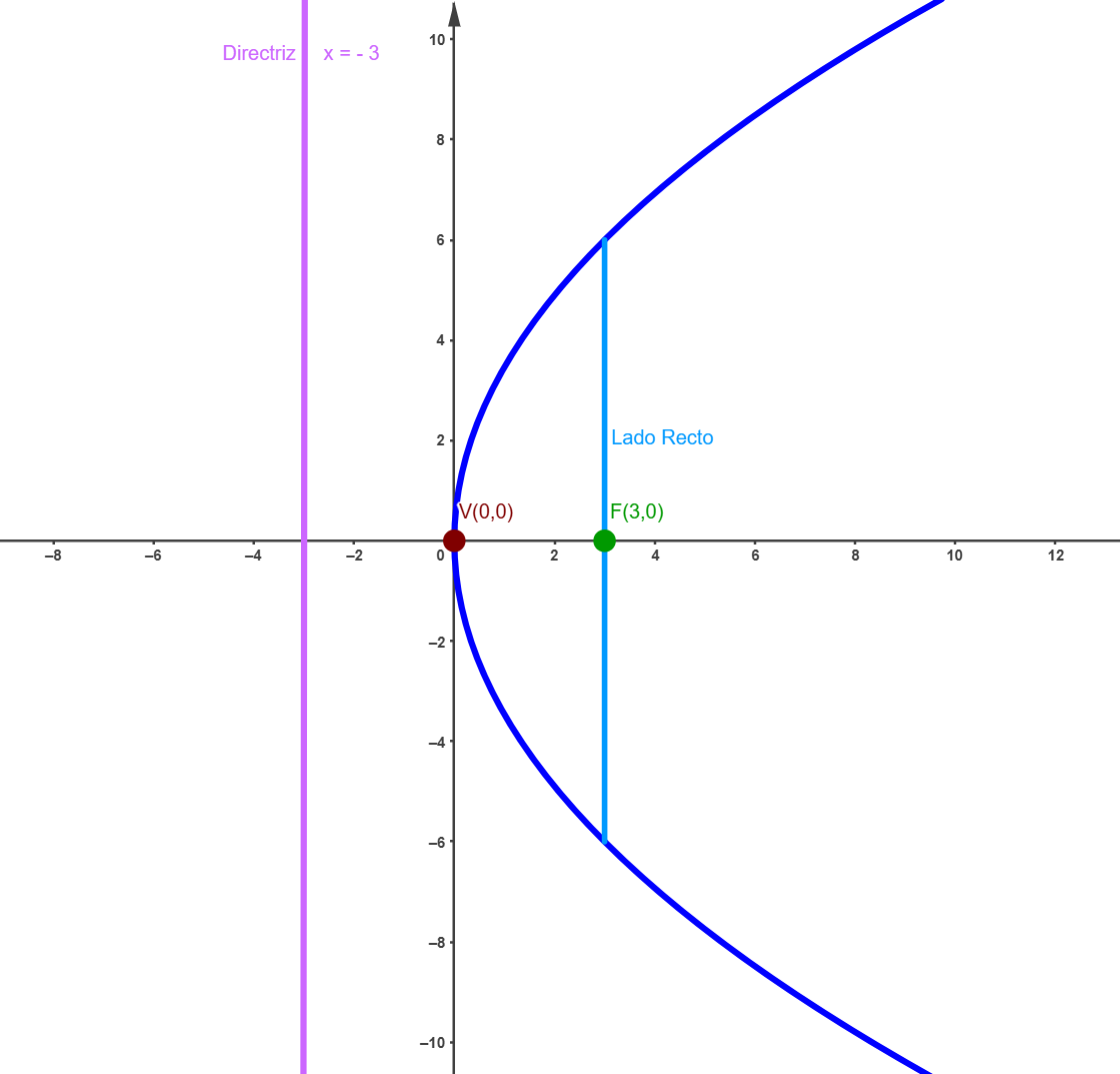 10
Directriz x = - 3
8
6
4
Lado Recto
2
V(0,0) F(3,0)
–8 –6 –4 –2 0 2 4 6 8 10 12
–2
–4
–6
–8
–10